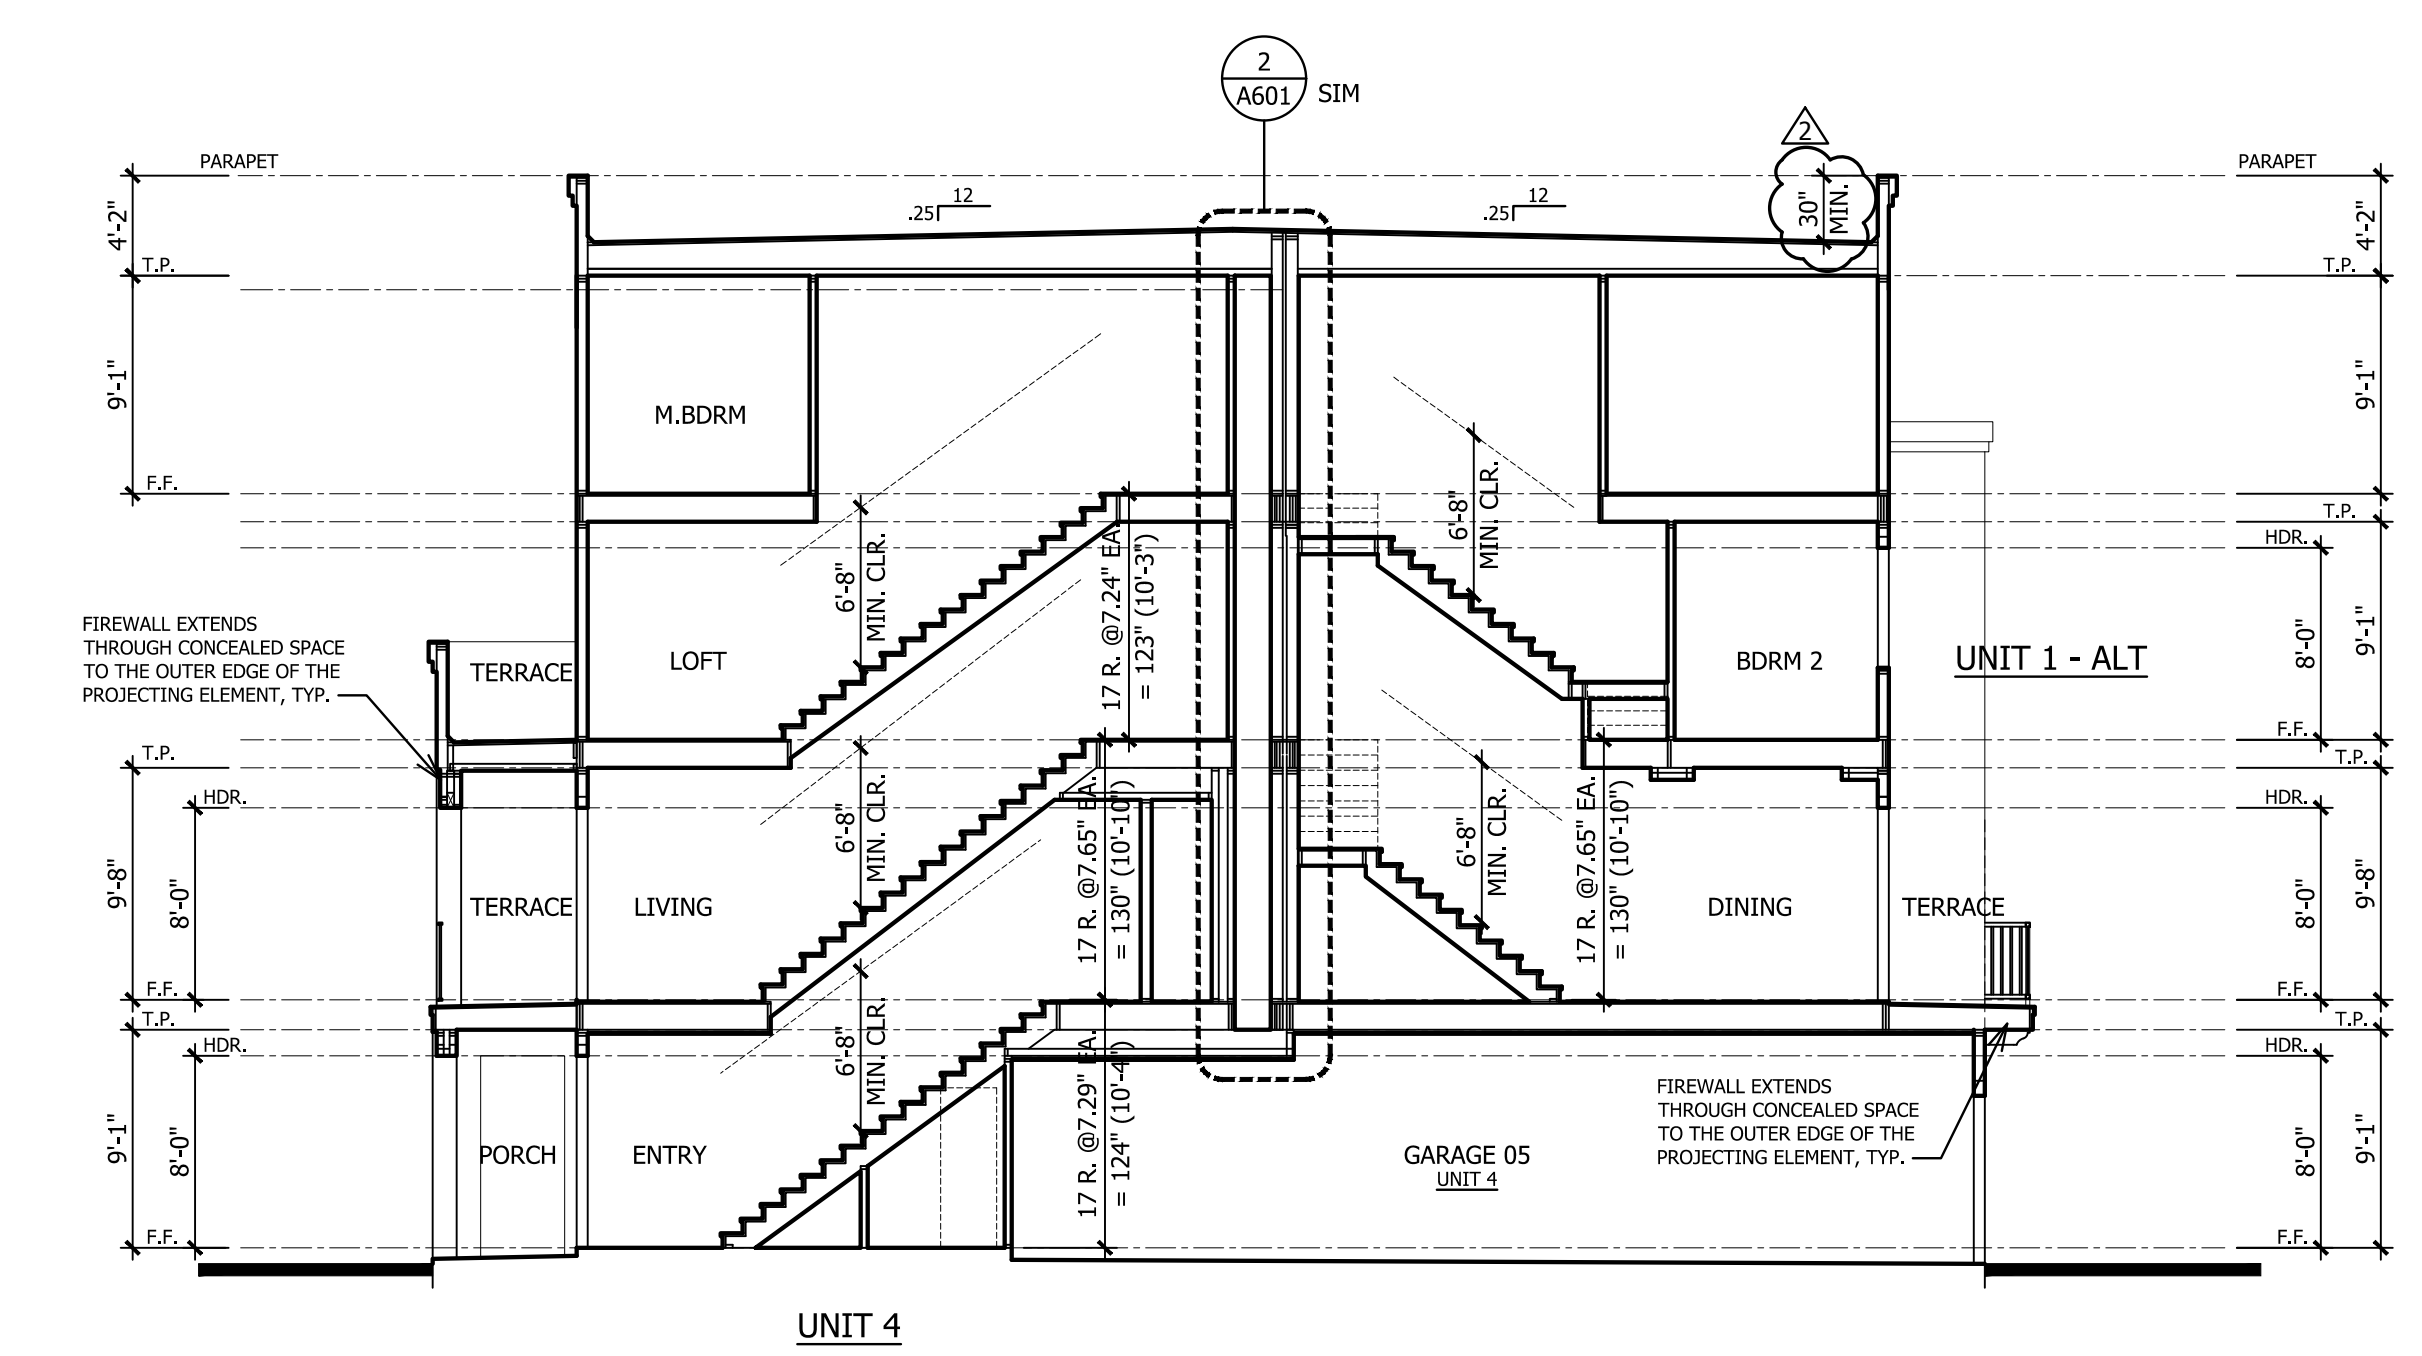 2
A601
SIM
2
PARAPET
PARAPET
12
.25
12
.25
30"
MIN.
4'-2"
4'-2"
T.P.
T.P.
9'-1"
9'-1"
M.BDRM
F.F.
6'-8"
MIN. CLR.
T.P.
HDR.
6'-8"
MIN. CLR.
17 R. @7.24" EA.
= 123" (10'-3")
FIREWALL EXTENDS
THROUGH CONCEALED SPACE
TO THE OUTER EDGE OF THE
PROJECTING ELEMENT, TYP.
TERRACE
LOFT
BDRM 2
UNIT 1 - ALT
8'-0"
9'-1"
F.F.
T.P.
T.P.
HDR.
HDR.
6'-8"
MIN. CLR.
17 R. @7.65" EA.
= 130" (10'-10")
6'-8"
MIN. CLR.
17 R. @7.65" EA.
= 130" (10'-10")
9'-8"
8'-0"
TERRACE
LIVING
DINING
TERRACE
8'-0"
9'-8"
F.F.
F.F.
T.P.
T.P.
HDR.
HDR.
6'-8"
MIN. CLR.
17 R. @7.29" EA.
= 124" (10'-4")
FIREWALL EXTENDS
THROUGH CONCEALED SPACE
TO THE OUTER EDGE OF THE
PROJECTING ELEMENT, TYP.
9'-1"
8'-0"
PORCH
ENTRY
GARAGE 05
UNIT 4
8'-0"
9'-1"
F.F.
F.F.
UNIT 4